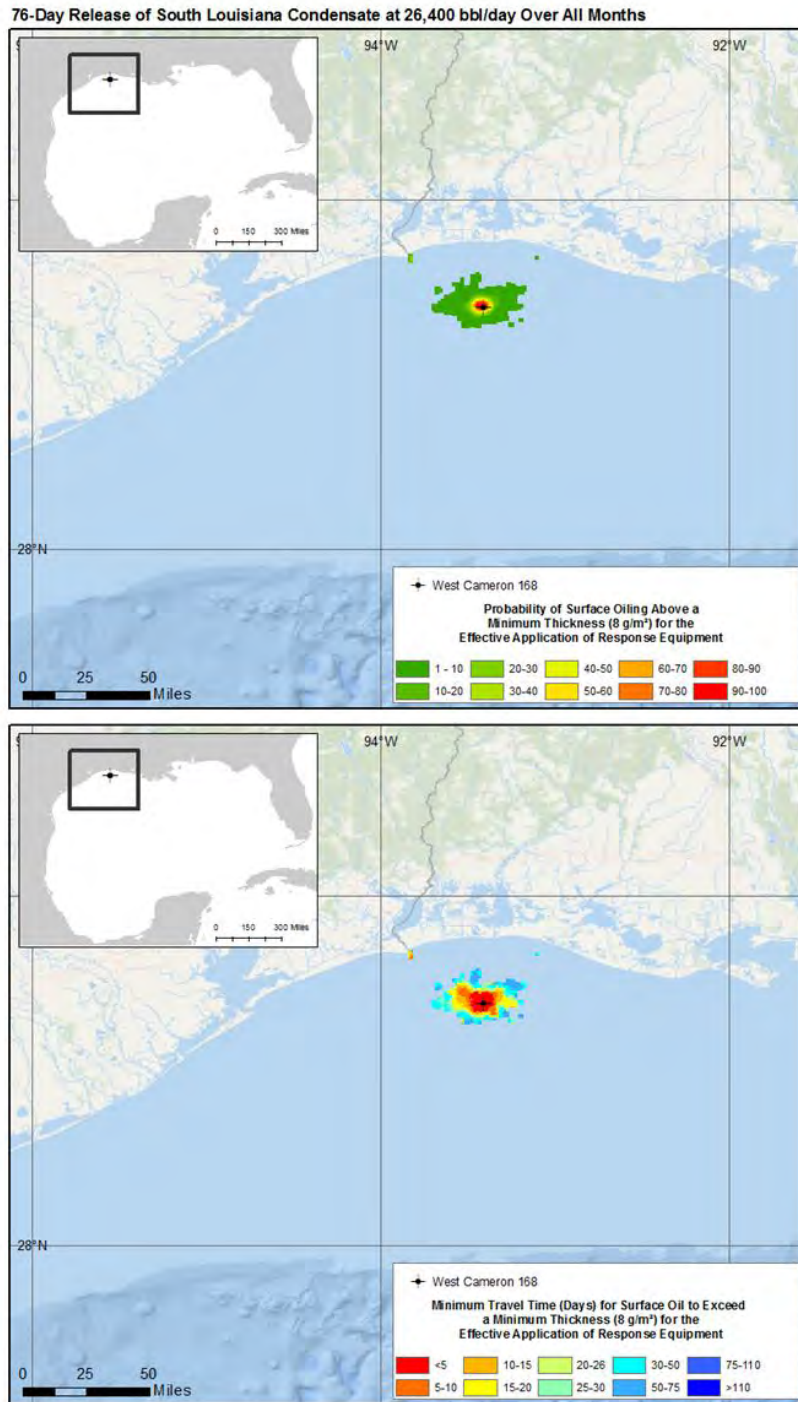 76-Day Release of South Louisiana Condensate at 26,400 bbl/day Over All Months
94°W
92°W
0 150 300 Miles
28°N
West Cameron 168
Probability of Surface Oiling Above a
Minimum Thickness (8 g/m²) for the
Effective Application of Response Equipment
1 - 10 20-30 40-50 60-70 80-90
10-20 30-40 50-60 70-80 90-100
0 25 50
Miles
94°W
92°W
0 150 300 Miles
28°N
West Cameron 168
Minimum Travel Time (Days) for Surface Oil to Exceed
a Minimum Thickness (8 g/m²) for the
Effective Application of Response Equipment
<5 10-15 20-26 30-50 75-110
5-10 15-20 25-30 50-75 >110
0 25 50
Miles